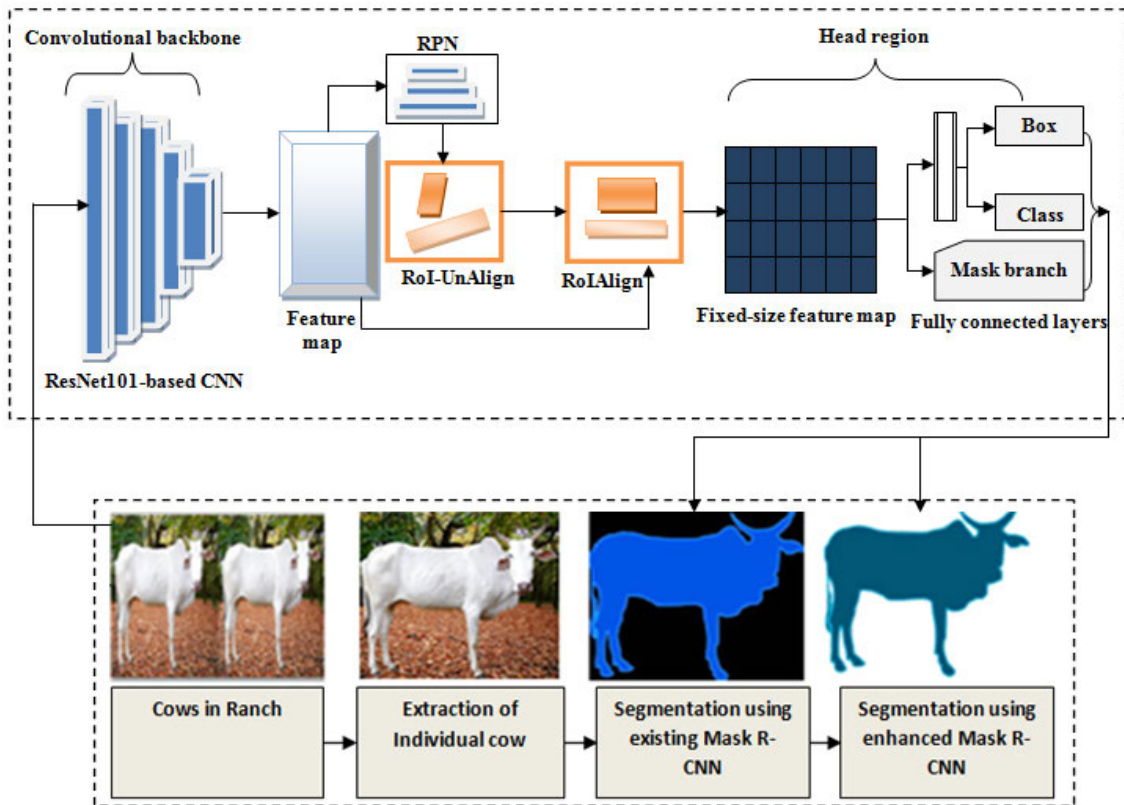 Convolutional backbone
RPN
Head region
Box
Class
Mask branch
RoI-UnAlign
RoIAlign
Feature
map
Fixed-size feature map
Fully connected layers
ResNet101-based CNN
Cows in Ranch
Extraction of
Individual cow
Segmentation using
existing Mask R-
CNN
Segmentation using
enhanced Mask R-
CNN